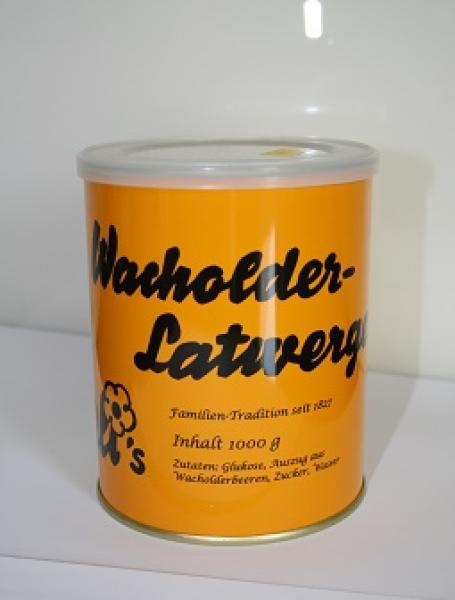 Wacholder-
Latwerge
's
Familien-Tradition seit 1827
Inhalt 1000 g
Zutaten: Glukose, Auszug aus
Wacholderbeeren, Zucker, Wasser